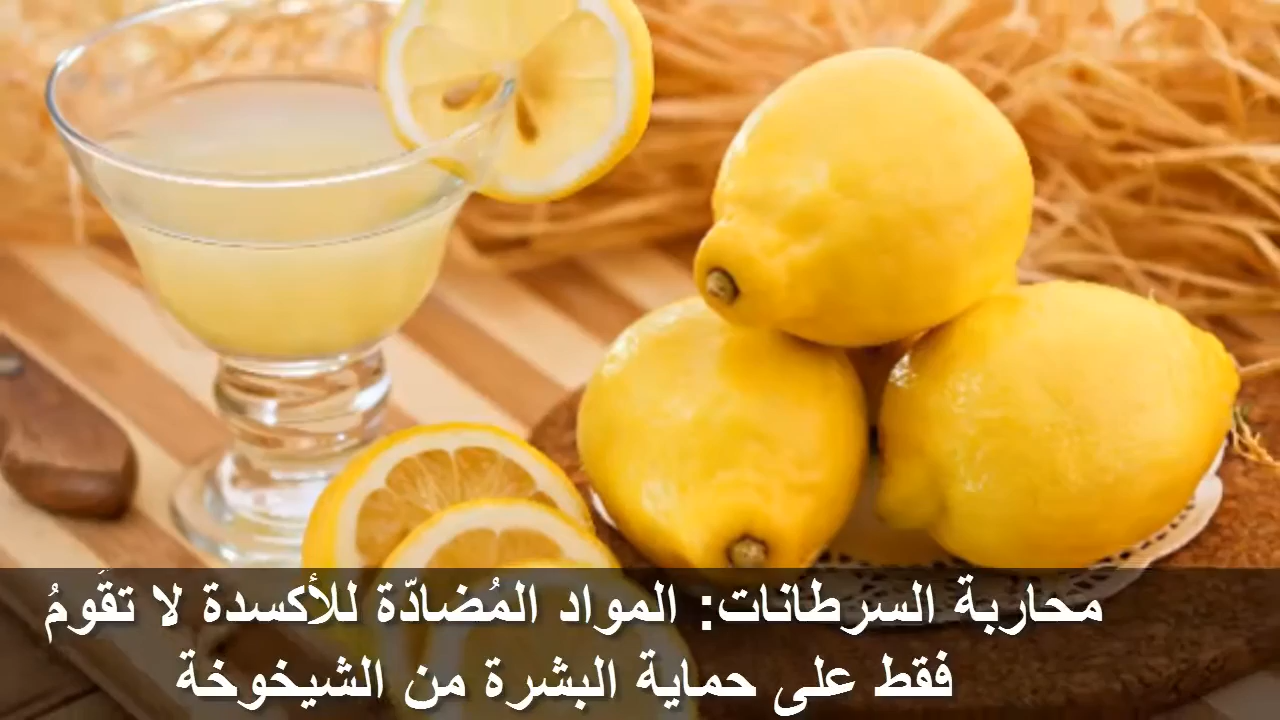 محاربة السرطانات: المواد المُضادّة للأكسدة لا تقَومُ
فقط على حماية البشرة من الشيخوخة